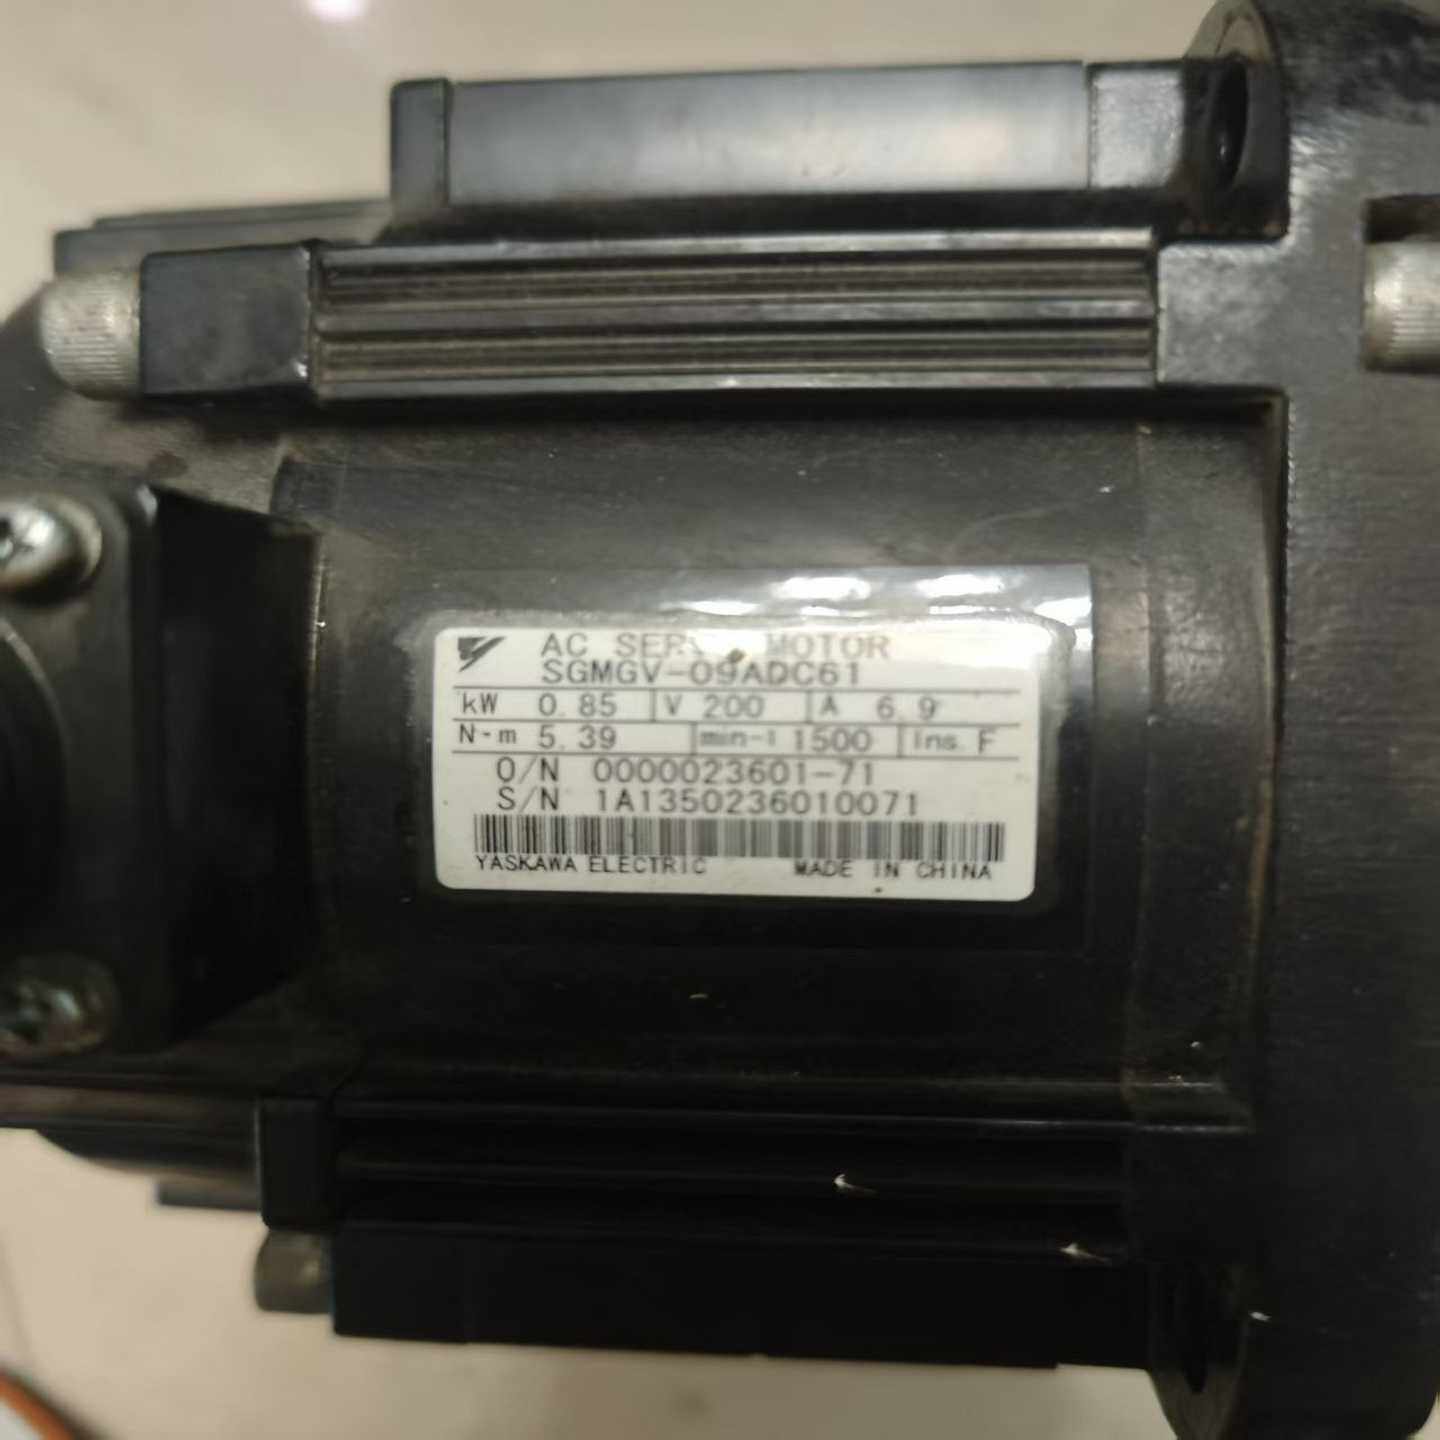 AC SERVO MOTOR
SGMGV-09ADC61
kW 0.85 V 200 A 6.9
N-m 5.39 min-1 1500 Ins. F
O/N 0000023601-71
S/N 1A1350236010071
YASKAWA ELECTRIC MADE IN CHINA